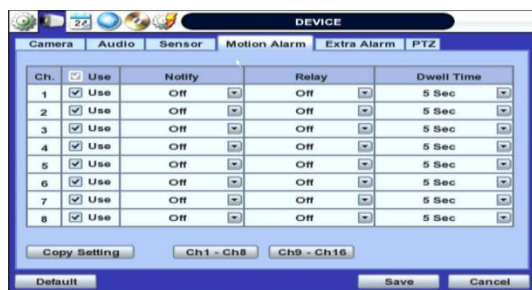 24 DEVICE
Camera Audio Sensor Motion Alarm Extra Alarm PTZ
Ch. Use Notify Relay Dwell Time
1 Use Off Off 5 Sec
2 Use Off Off 5 Sec
3 Use Off Off 5 Sec
4 Use Off Off 5 Sec
5 Use Off Off 5 Sec
6 Use Off Off 5 Sec
7 Use Off Off 5 Sec
8 Use Off Off 5 Sec
Copy Setting Ch1 - Ch8 Ch9 - Ch16
Default Save Cancel